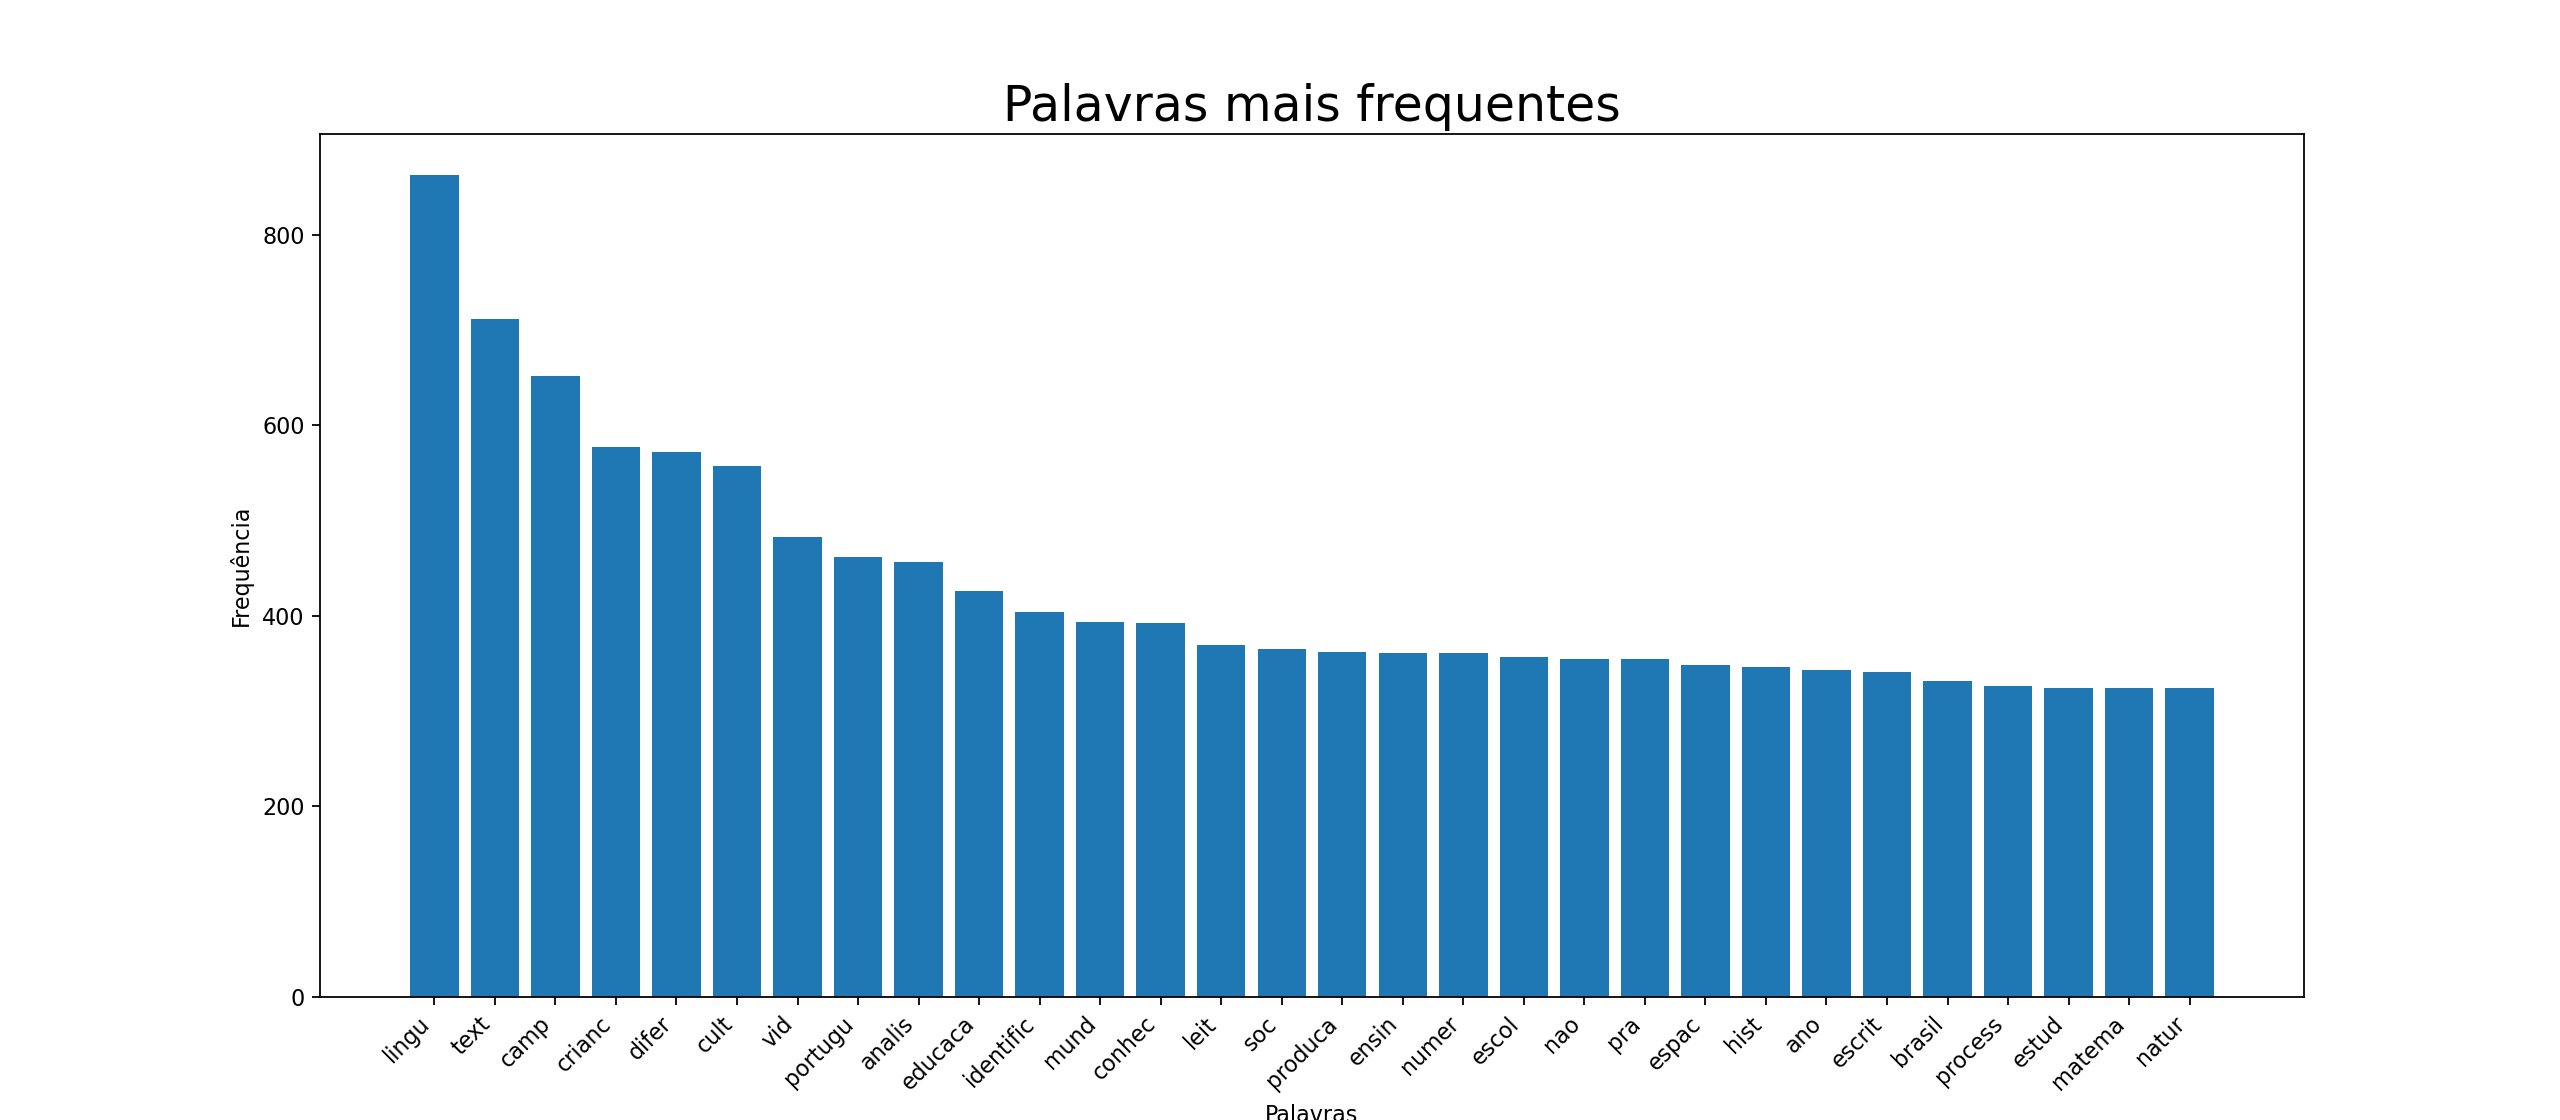 Palavras mais frequentes
Frequência
800
600
400
200
0
lingu
text
camp
crianc
difer
cult
vid
portugu
analis
educaca
identific
mund
conhec
leit
soc
produca
ensin
numer
escol
nao
pra
espac
hist
ano
escrit
brasil
process
estud
matema
natur
Palavras